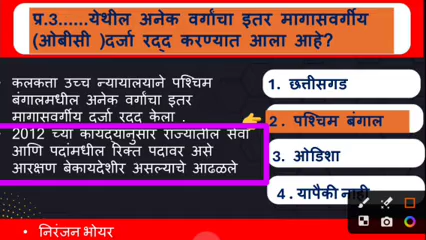 प्र.3......येथील अनेक वर्गांचा इतर मागासवर्गीय
(ओबीसी )दर्जा रद्द करण्यात आला आहे?
• कलकत्ता उच्च न्यायालयाने पश्चिम
बंगालमधील अनेक वर्गांचा इतर
मागासवर्गीय दर्जा रद्द केला .
• 2012 च्या कायद्यानुसार राज्यातील सेवा
आणि पदांमधील रिक्त पदावर असे
आरक्षण बेकायदेशीर असल्याचे आढळले
1. छत्तीसगड
2 . पश्चिम बंगाल
3. ओडिशा
4 . यापैकी नाही
• निरंजन भोयर